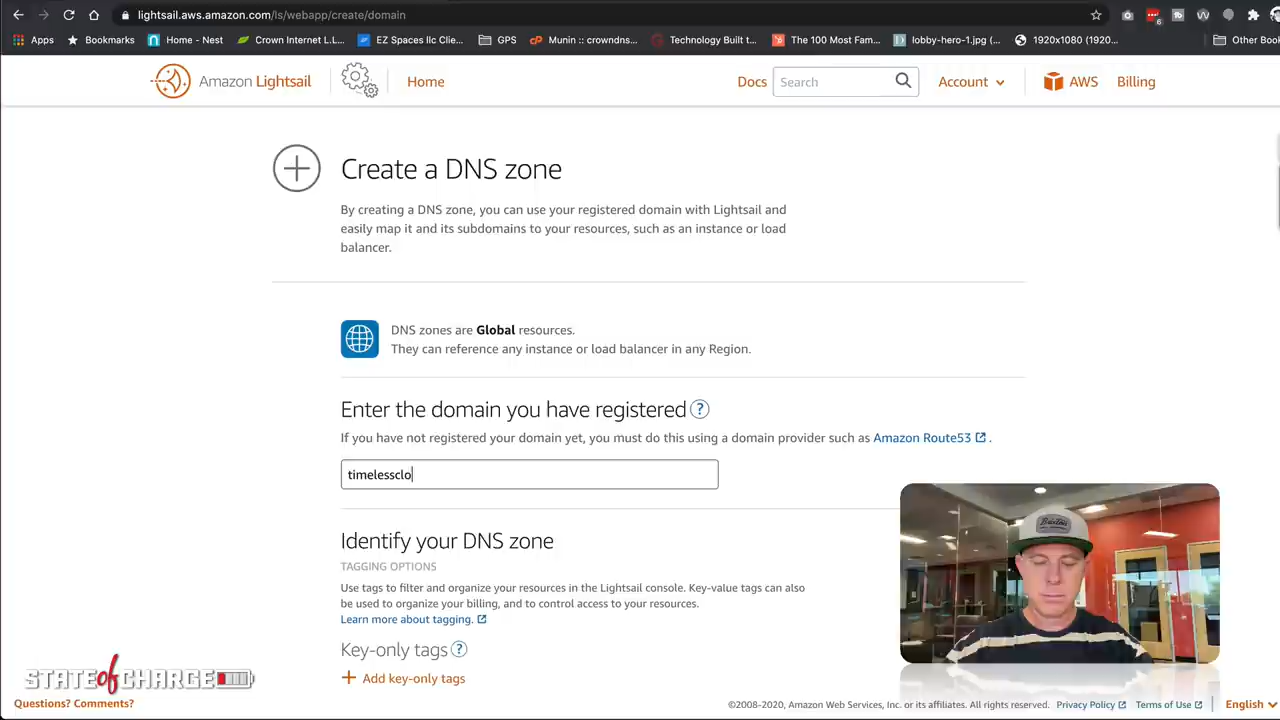 lightsail.aws.amazon.com/ls/webapp/create/domain
Apps Bookmarks Home - Nest Crown Internet L.L... EZ Spaces llc Clie... GPS Munin :: crowndns... Technology Built t... The 100 Most Fam... lobby-hero-1.jpg (... 1920x1080 (1920... Other Boo
Amazon Lightsail Home Docs Search Account AWS Billing
Create a DNS zone
By creating a DNS zone, you can use your registered domain with Lightsail and
easily map it and its subdomains to your resources, such as an instance or load
balancer.
DNS zones are Global resources.
They can reference any instance or load balancer in any Region.
Enter the domain you have registered ?
If you have not registered your domain yet, you must do this using a domain provider such as Amazon Route53 .
timelessclo
Identify your DNS zone
TAGGING OPTIONS
Use tags to filter and organize your resources in the Lightsail console. Key-value tags can also
be used to organize your billing, and to control access to your resources.
Learn more about tagging.
Key-only tags ?
+ Add key-only tags
STATE of CHARGE
Questions? Comments?
©2008-2020, Amazon Web Services, Inc. or its affiliates. All rights reserved. Privacy Policy Terms of Use English